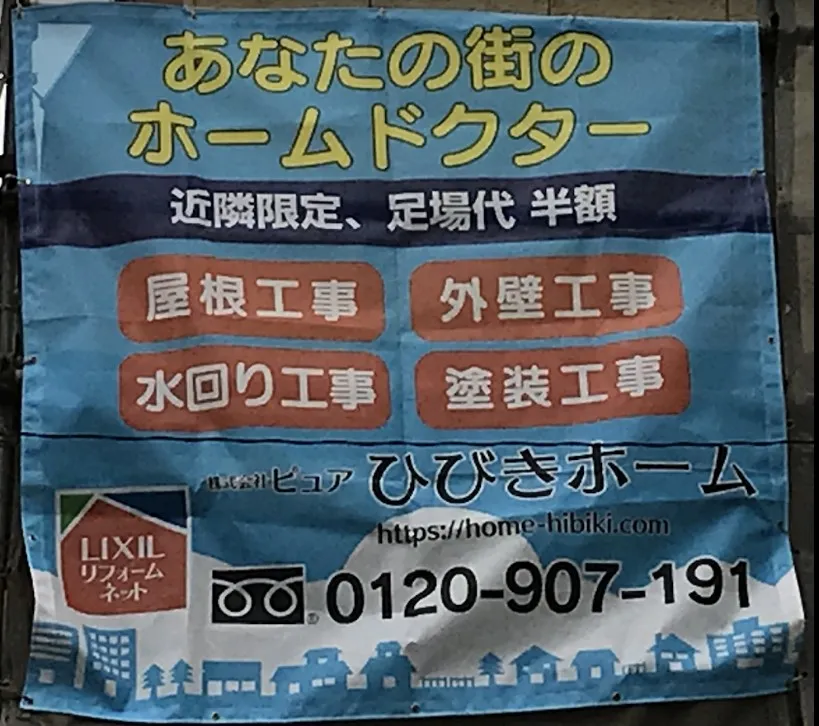 あなたの街の
ホームドクター
近隣限定、足場代 半額
屋根工事 外壁工事
水回り工事 塗装工事
株式会社ピュア ひびきホーム
https://home-hibiki.com
LIXIL
リフォーム
ネット
0120-907-191